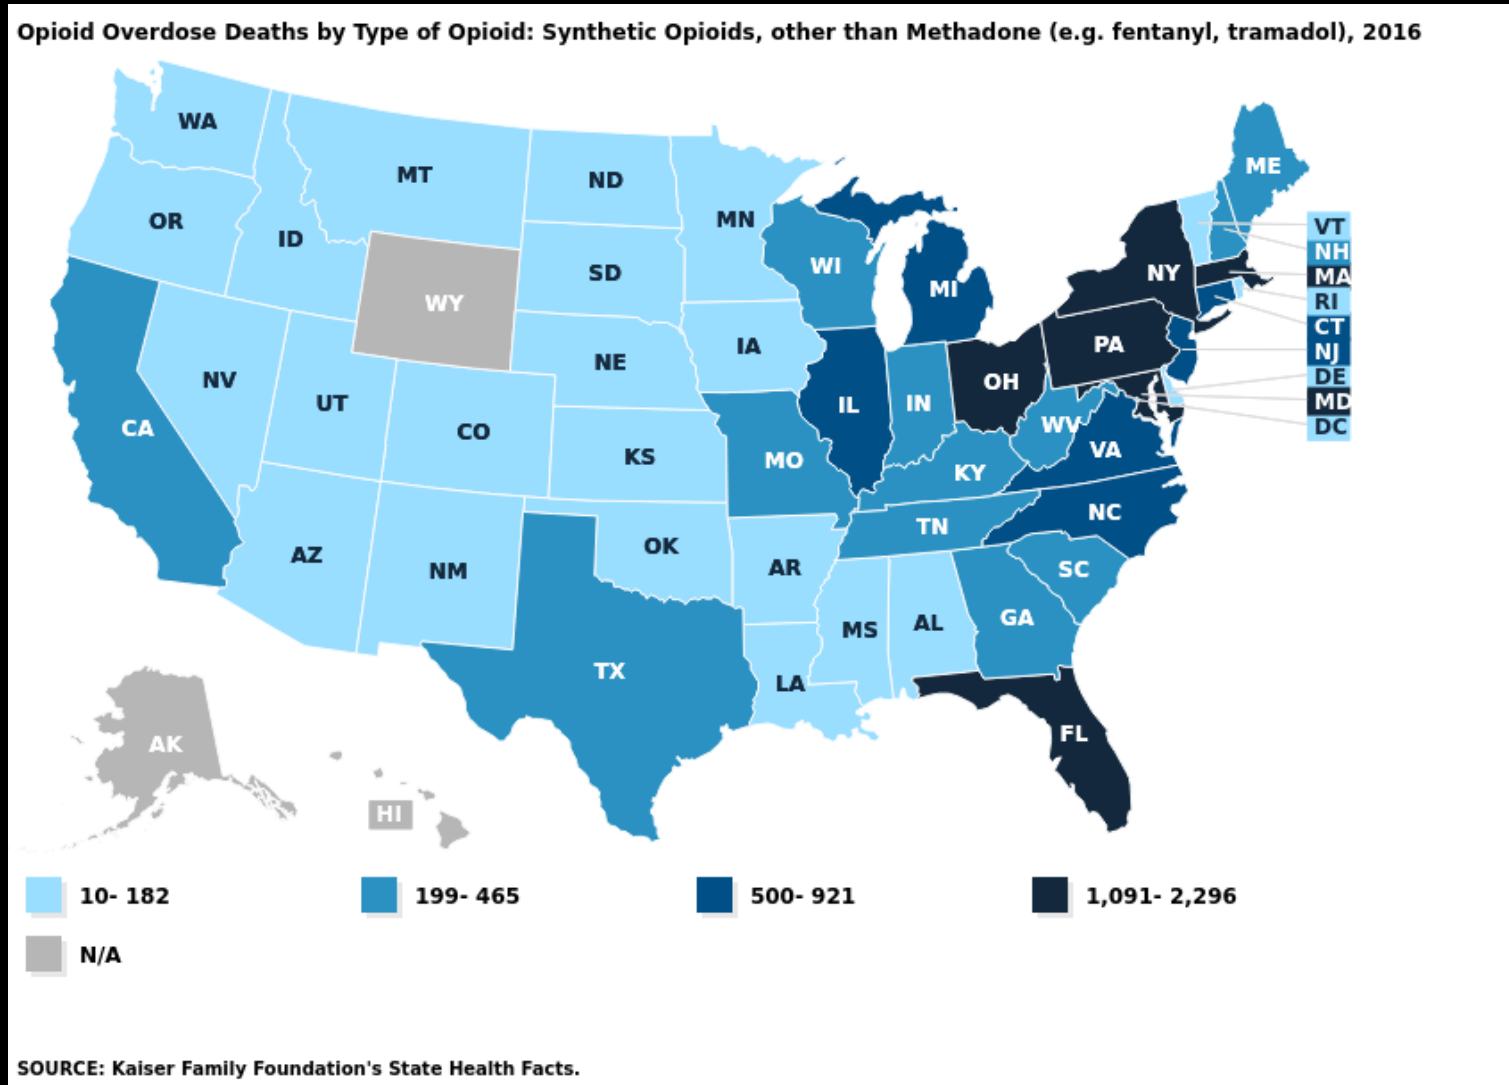 Opioid Overdose Deaths by Type of Opioid: Synthetic Opioids, other than Methadone (e.g. fentanyl, tramadol), 2016
WA
MT
ND
MN
OR
ID
SD
WI
MI
ME
WY
NY
VT
NH
MA
RI
CT
NJ
DE
MD
DC
NV
UT
CO
NE
IA
IL
IN
OH
PA
CA
KS
MO
KY
WV
VA
AZ
NM
OK
AR
TN
NC
SC
TX
LA
MS
AL
GA
FL
AK
HI
10- 182
199- 465
500- 921
1,091- 2,296
N/A
SOURCE: Kaiser Family Foundation's State Health Facts.